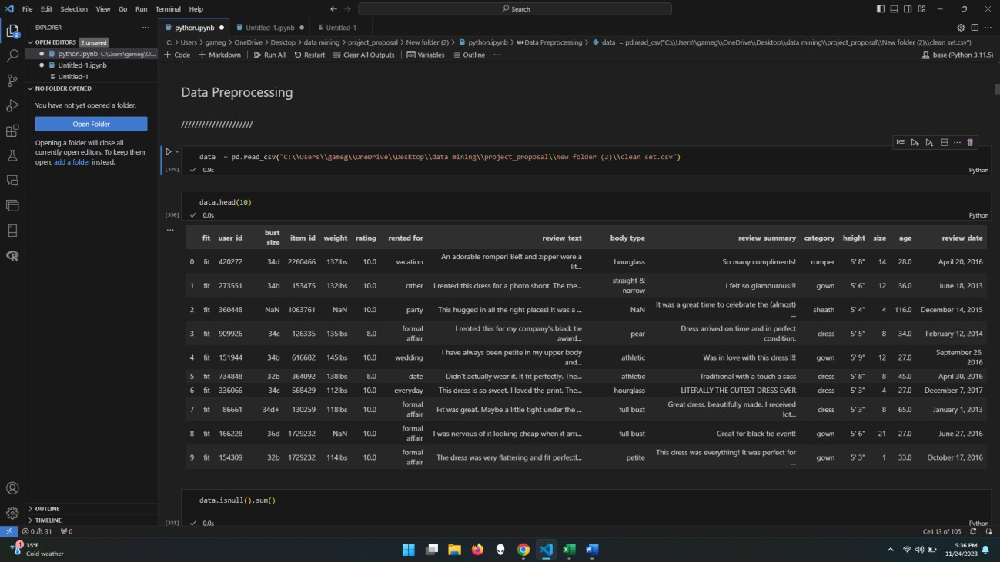 File Edit Selection View Go Run Terminal Help
Search
EXPLORER
OPEN EDITORS 2 unsaved
python.ipynb C:\Users\gameg\O...
Untitled-1.ipynb
Untitled-1
NO FOLDER OPENED
You have not yet opened a folder.
Open Folder
Opening a folder will close all
currently open editors. To keep them
open, add a folder instead.
OUTLINE
TIMELINE
python.ipynb Untitled-1.ipynb Untitled-1
C: > Users > gameg > OneDrive > Desktop > data mining > project_proposal > New folder (2) > python.ipynb > Data Preprocessing > data = pd.read_csv("C:\\Users\\gameg\\OneDrive\\Desktop\\data mining\\project_proposal\\New folder (2)\\clean set.csv")
+ Code + Markdown Run All Restart Clear All Outputs Variables Outline ... base (Python 3.11.5)
Data Preprocessing
/////////////////////
data  = pd.read_csv("C:\\Users\\gameg\\OneDrive\\Desktop\\data mining\\project_proposal\\New folder (2)\\clean set.csv")
[329] 0.9s Python
data.head(10)
[330] 0.0s Python
...
fit user_id bust size item_id weight rating rented for review_text body type review_summary category height size age review_date
0 fit 420272 34d 2260466 137lbs 10.0 vacation An adorable romper! Belt and zipper were a lit... hourglass So many compliments! romper 5' 8" 14 28.0 April 20, 2016
1 fit 273551 34b 153475 132lbs 10.0 other I rented this dress for a photo shoot. The the... straight & narrow I felt so glamourous!!! gown 5' 6" 12 36.0 June 18, 2013
2 fit 360448 NaN 1063761 NaN 10.0 party This hugged in all the right places! It was a ... NaN It was a great time to celebrate the (almost) ... sheath 5' 4" 4 116.0 December 14, 2015
3 fit 909926 34c 126335 135lbs 8.0 formal affair I rented this for my company's black tie award... pear Dress arrived on time and in perfect condition. dress 5' 5" 8 34.0 February 12, 2014
4 fit 151944 34b 616682 145lbs 10.0 wedding I have always been petite in my upper body and... athletic Was in love with this dress !!! gown 5' 9" 12 27.0 September 26, 2016
5 fit 734848 32b 364092 138lbs 8.0 date Didn't actually wear it. It fit perfectly. The... athletic Traditional with a touch a sass dress 5' 8" 8 45.0 April 30, 2016
6 fit 336066 34c 568429 112lbs 10.0 everyday This dress is so sweet. I loved the print. The... hourglass LITERALLY THE CUTEST DRESS EVER dress 5' 3" 4 27.0 December 7, 2017
7 fit 86661 34d+ 130259 118lbs 10.0 formal affair Fit was great. Maybe a little tight under the ... full bust Great dress, beautifully made. I received lot... dress 5' 3" 8 65.0 January 1, 2013
8 fit 166228 36d 1729232 NaN 10.0 formal affair I was nervous of it looking cheap when it arri... full bust Great for black tie event! gown 5' 6" 21 27.0 June 27, 2016
9 fit 154309 32b 1729232 114lbs 10.0 formal affair The dress was very flattering and fit perfectl... petite This dress was everything! It was perfect for ... gown 5' 3" 1 33.0 October 17, 2016
data.isnull().sum()
[331] 0.0s Python
0 31 0 Cell 13 of 105
35°F
Cold weather
5:36 PM
11/24/2023